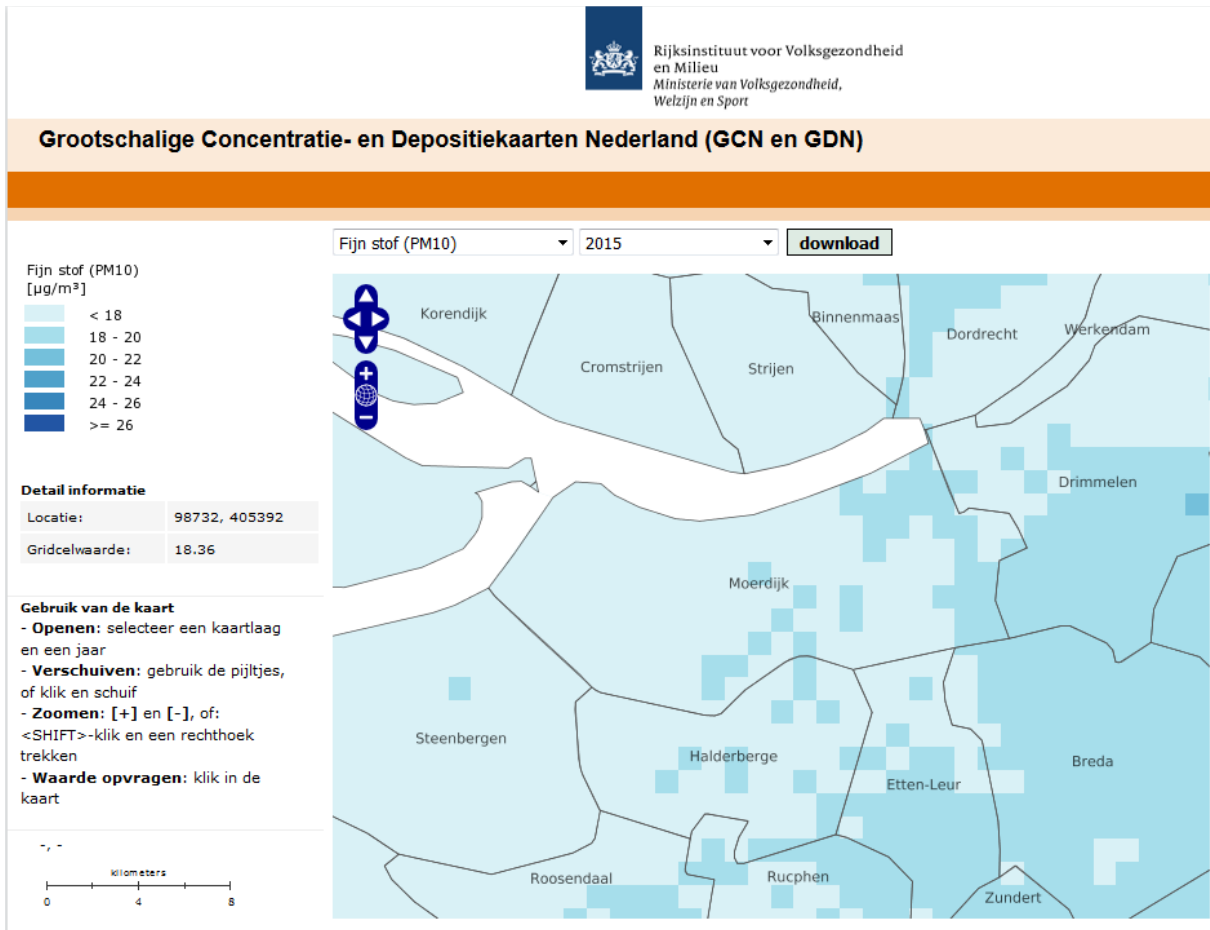 Rijksinstituut voor Volksgezondheid
en Milieu
Ministerie van Volksgezondheid,
Welzijn en Sport
Grootschalige Concentratie- en Depositiekaarten Nederland (GCN en GDN)
Fijn stof (PM10)
2015
download
Fijn stof (PM10)
[µg/m³]
< 18
18 - 20
20 - 22
22 - 24
24 - 26
>= 26
Detail informatie
Locatie: 98732, 405392
Gridcelwaarde: 18.36
Gebruik van de kaart
- Openen: selecteer een kaartlaag
en een jaar
- Verschuiven: gebruik de pijltjes,
of klik en schuif
- Zoomen: [+] en [-], of:
<SHIFT>-klik en een rechthoek
trekken
- Waarde opvragen: klik in de
kaart
-, -
kilometers
0 4 8
Korendijk
Binnenmaas
Dordrecht
Werkendam
Cromstrijen
Strijen
Drimmelen
Moerdijk
Steenbergen
Halderberge
Breda
Etten-Leur
Roosendaal
Rucphen
Zundert